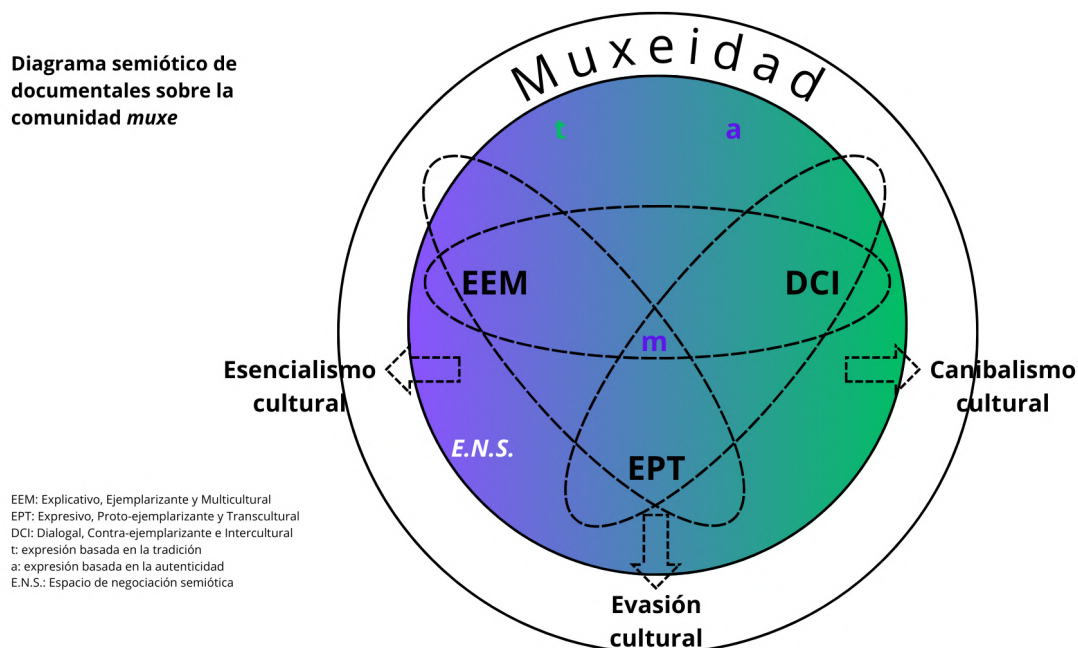 Diagrama semiótico de
documentales sobre la
comunidad muxe
Muxeidad
t
a
EEM
DCI
m
Esencialismo
cultural
Canibalismo
cultural
E.N.S.
EPT
EEM: Explicativo, Ejemplarizante y Multicultural
EPT: Expresivo, Proto-ejemplarizante y Transcultural
DCI: Dialogal, Contra-ejemplarizante e Intercultural
t: expresión basada en la tradición
a: expresión basada en la autenticidad
E.N.S.: Espacio de negociación semiótica
Evasión
cultural